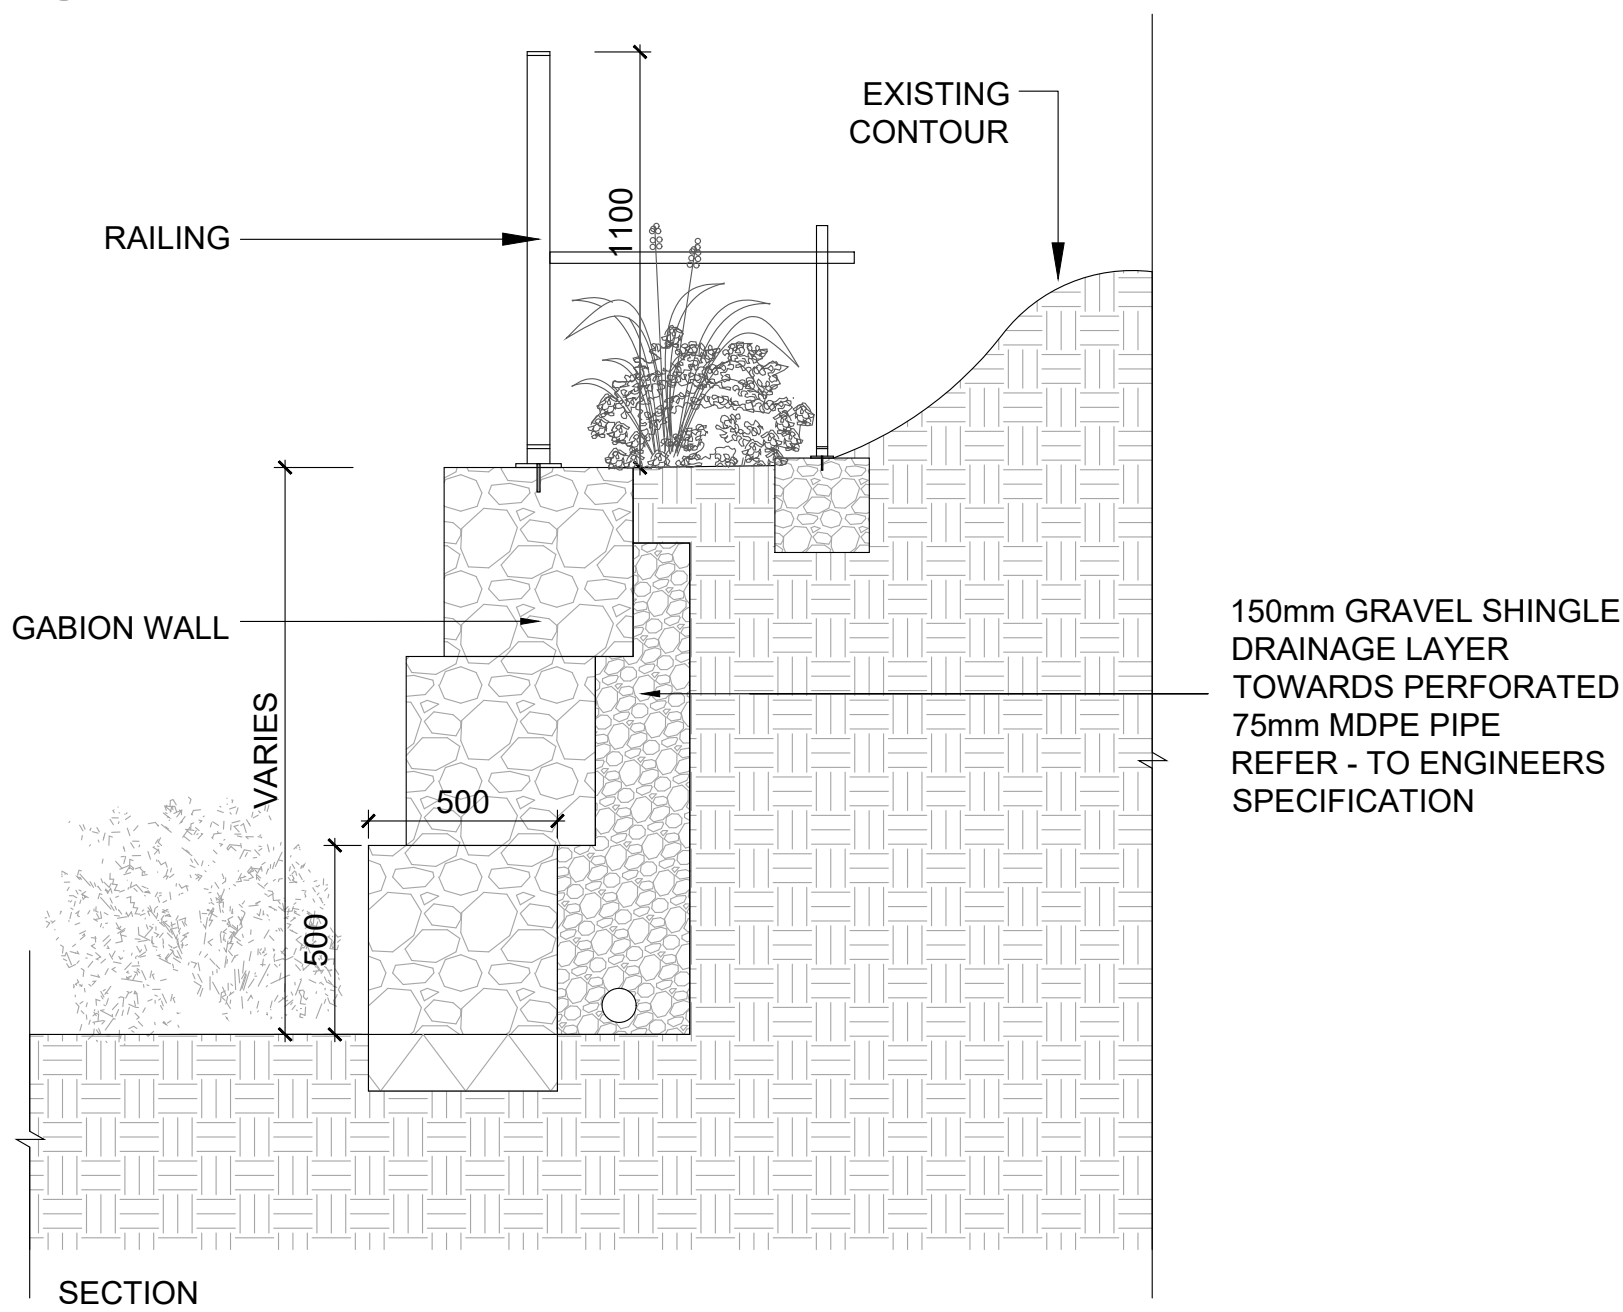 EXISTING
CONTOUR
1100
RAILING
150mm GRAVEL SHINGLE
DRAINAGE LAYER
TOWARDS PERFORATED
75mm MDPE PIPE
REFER - TO ENGINEERS
SPECIFICATION
GABION WALL
VARIES
500
500
SECTION